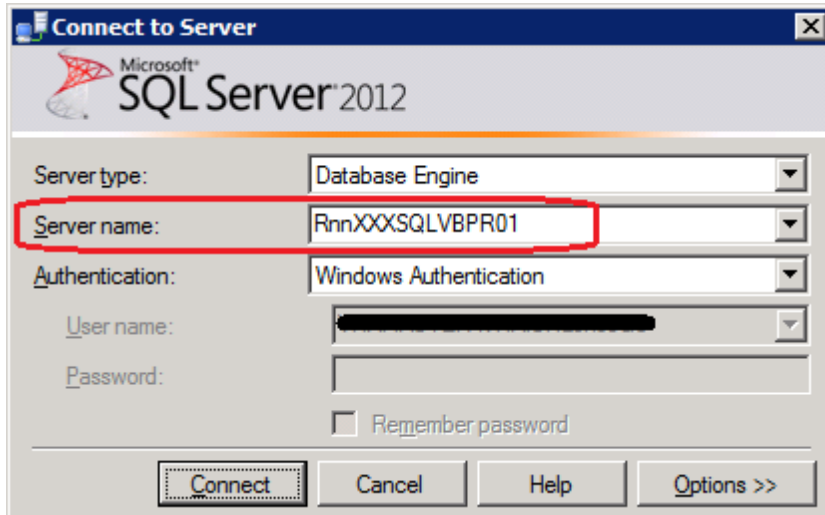 Connect to Server
Microsoft®
SQL Server® 2012
Server type: Database Engine
Server name: RnnXXXSQLVBPR01
Authentication: Windows Authentication
User name:
Password:
Remember password
Connect Cancel Help Options >>